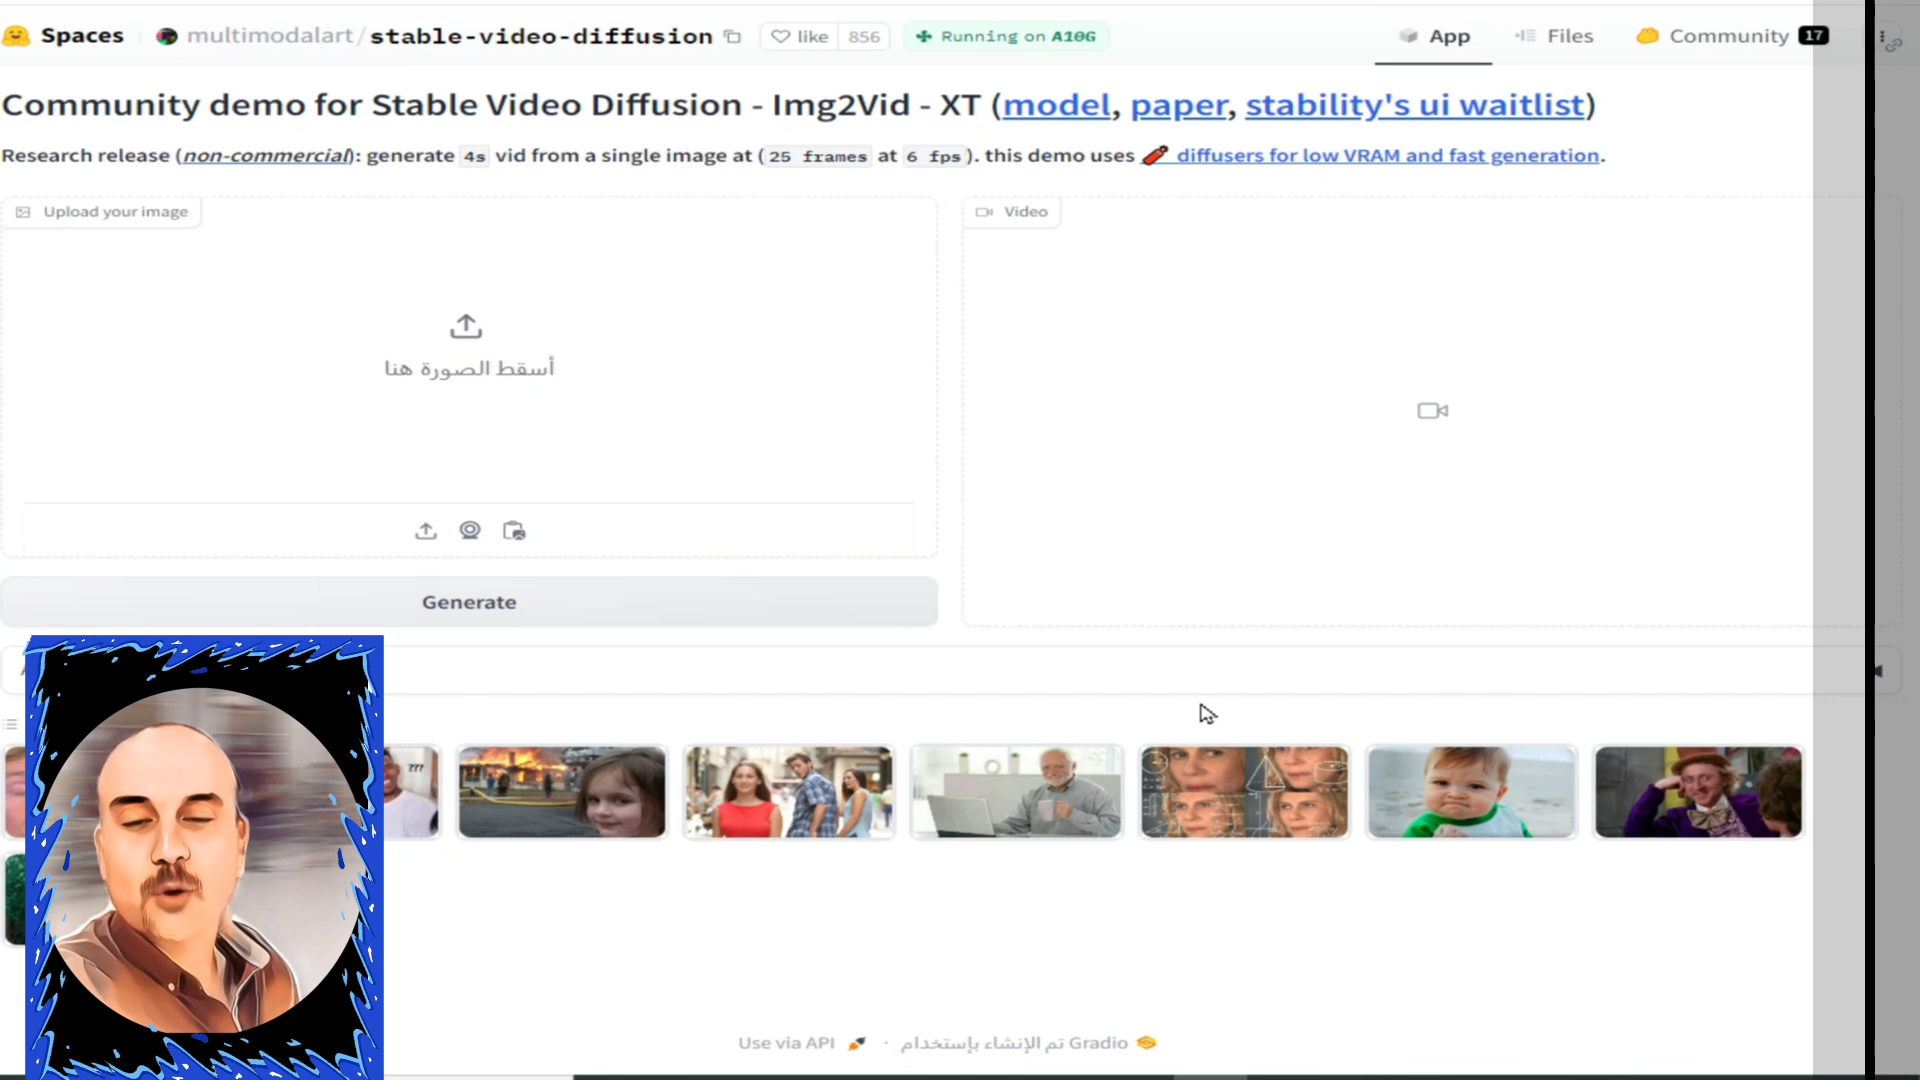 Spaces multimodalart/stable-video-diffusion like 856 Running on A10G App Files Community 17
Community demo for Stable Video Diffusion - Img2Vid - XT (model, paper, stability's ui waitlist)
Research release (non-commercial): generate 4s vid from a single image at (25 frames at 6 fps). this demo uses diffusers for low VRAM and fast generation.
Upload your image
Video
أسقط الصورة هنا
Generate
???
Use via API · تم الإنشاء بإستخدام Gradio